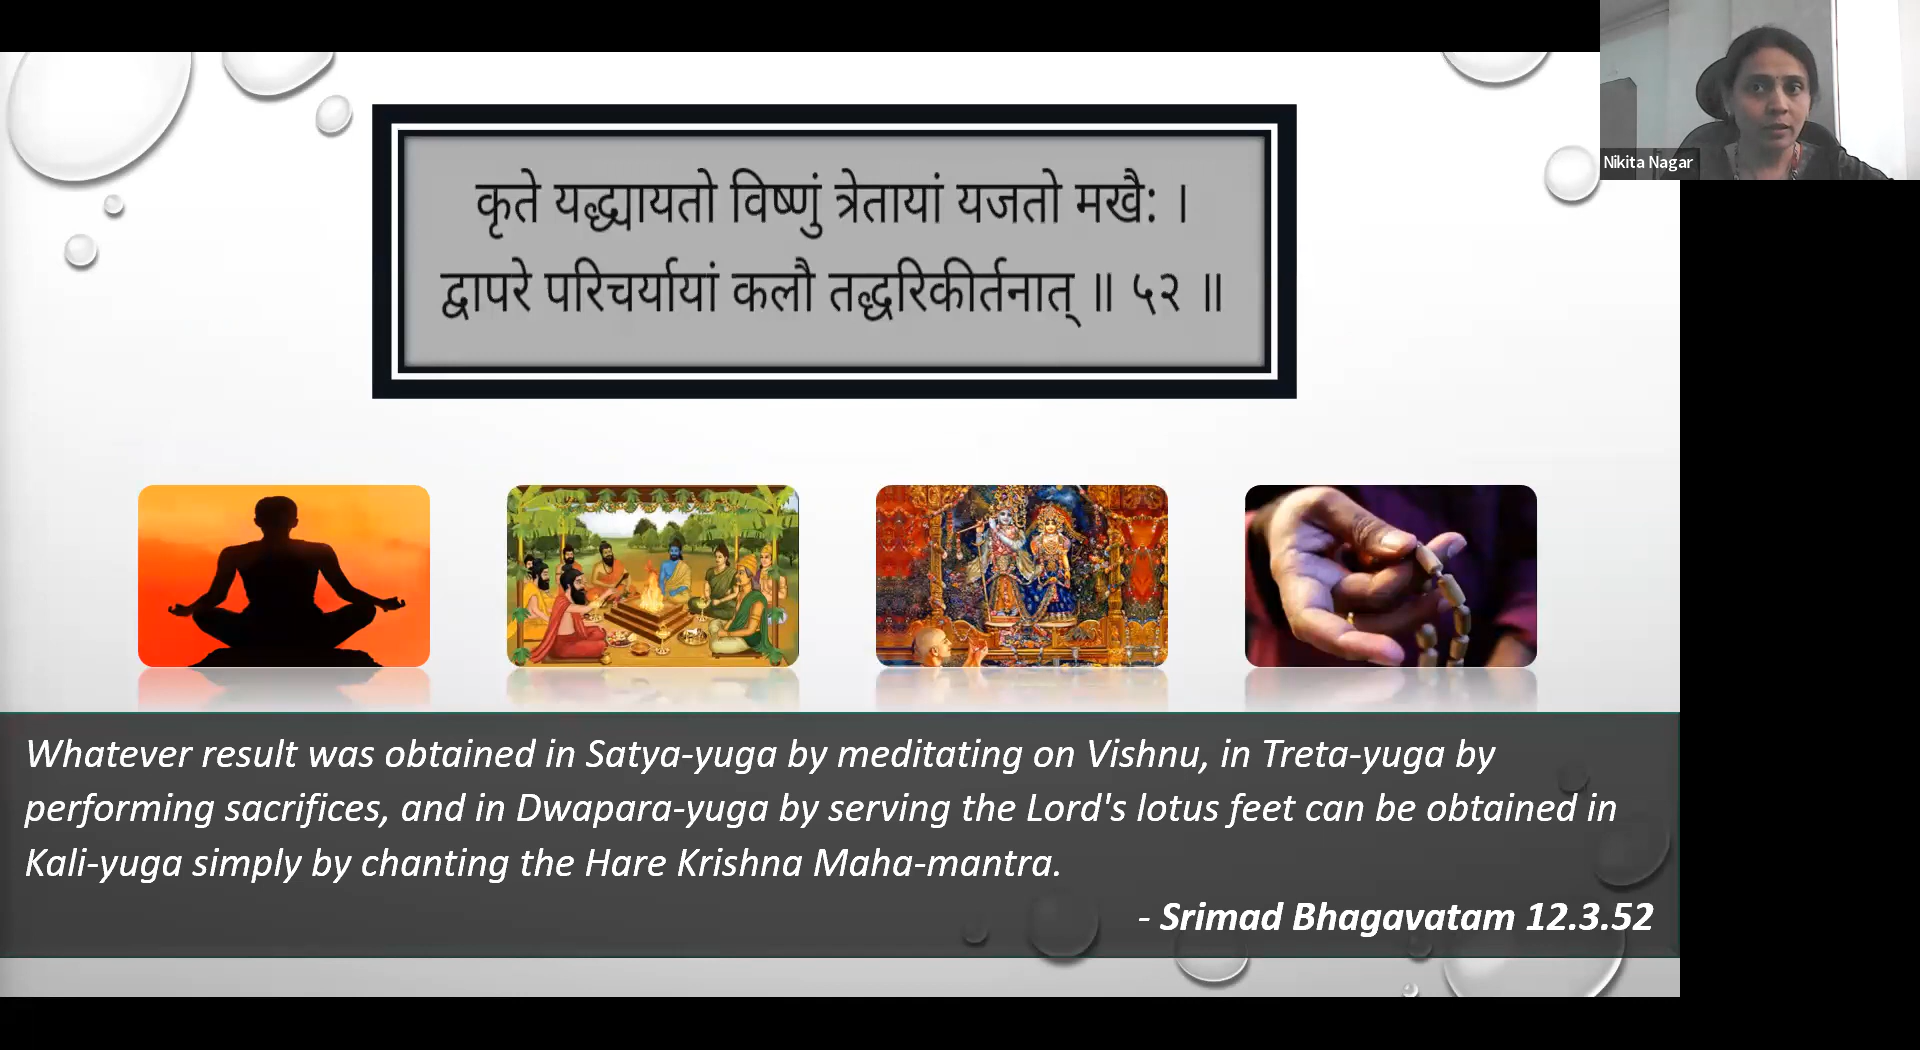 कृते यद्ध्यायतो विष्णुं त्रेतायां यजतो मखैः ।
द्वापरे परिचर्यायां कलौ तद्धरिकीर्तनात् ॥ ५२ ॥
Nikita Nagar
Whatever result was obtained in Satya-yuga by meditating on Vishnu, in Treta-yuga by
performing sacrifices, and in Dwapara-yuga by serving the Lord's lotus feet can be obtained in
Kali-yuga simply by chanting the Hare Krishna Maha-mantra.
- Srimad Bhagavatam 12.3.52